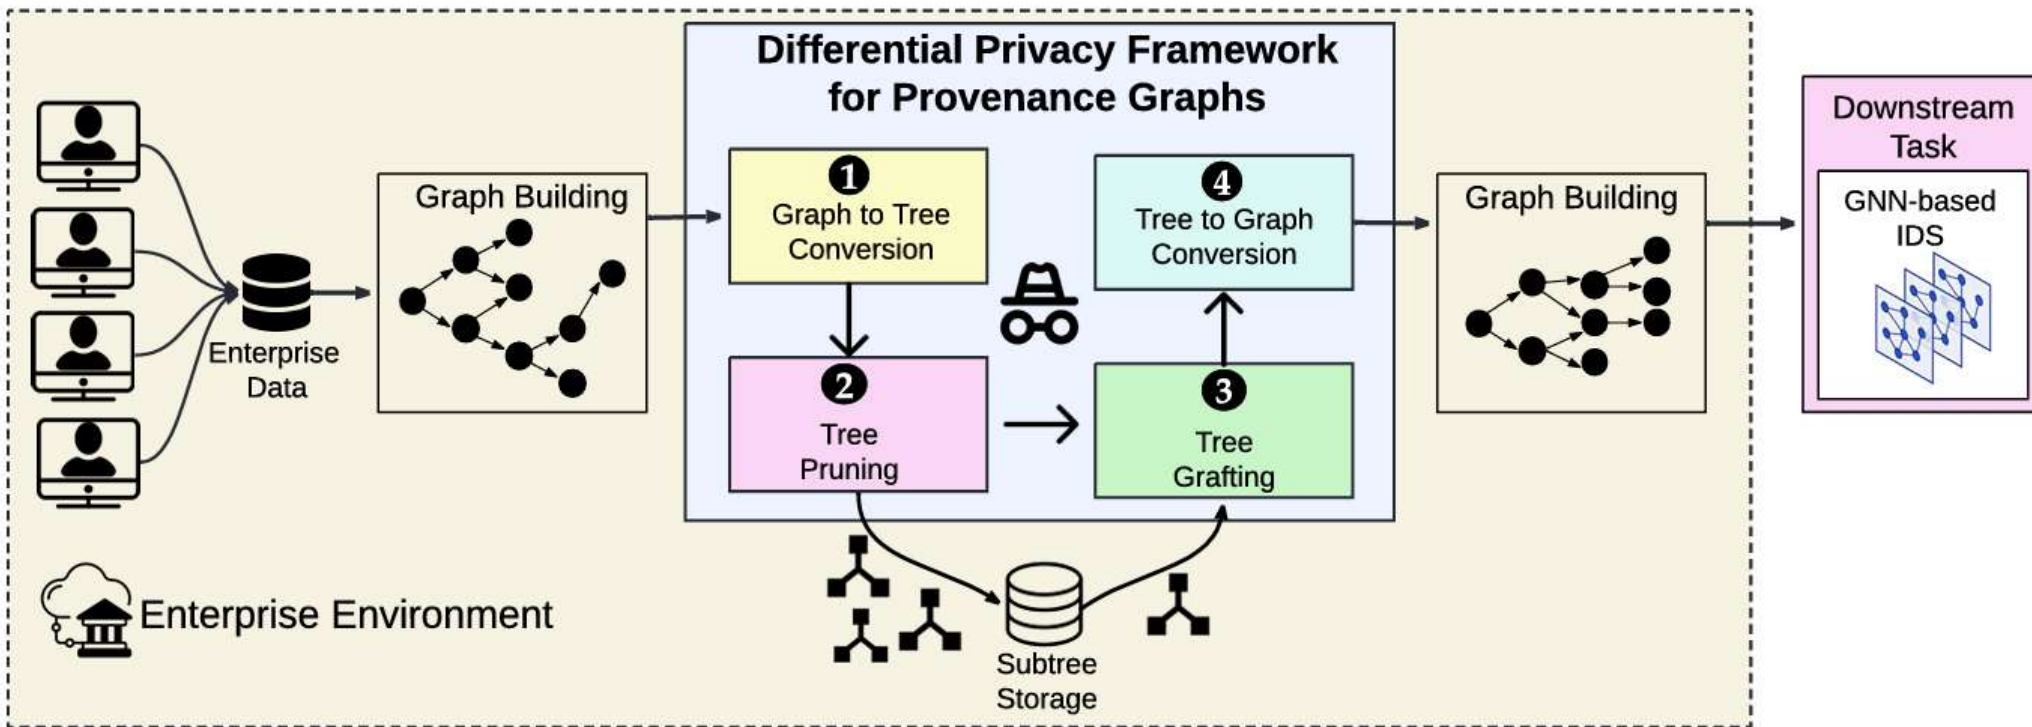 Differential Privacy Framework
for Provenance Graphs
Enterprise
Data
Graph Building
1
Graph to Tree
Conversion
2
Tree
Pruning
3
Tree
Grafting
4
Tree to Graph
Conversion
Subtree
Storage
Graph Building
Downstream
Task
GNN-based
IDS
Enterprise Environment